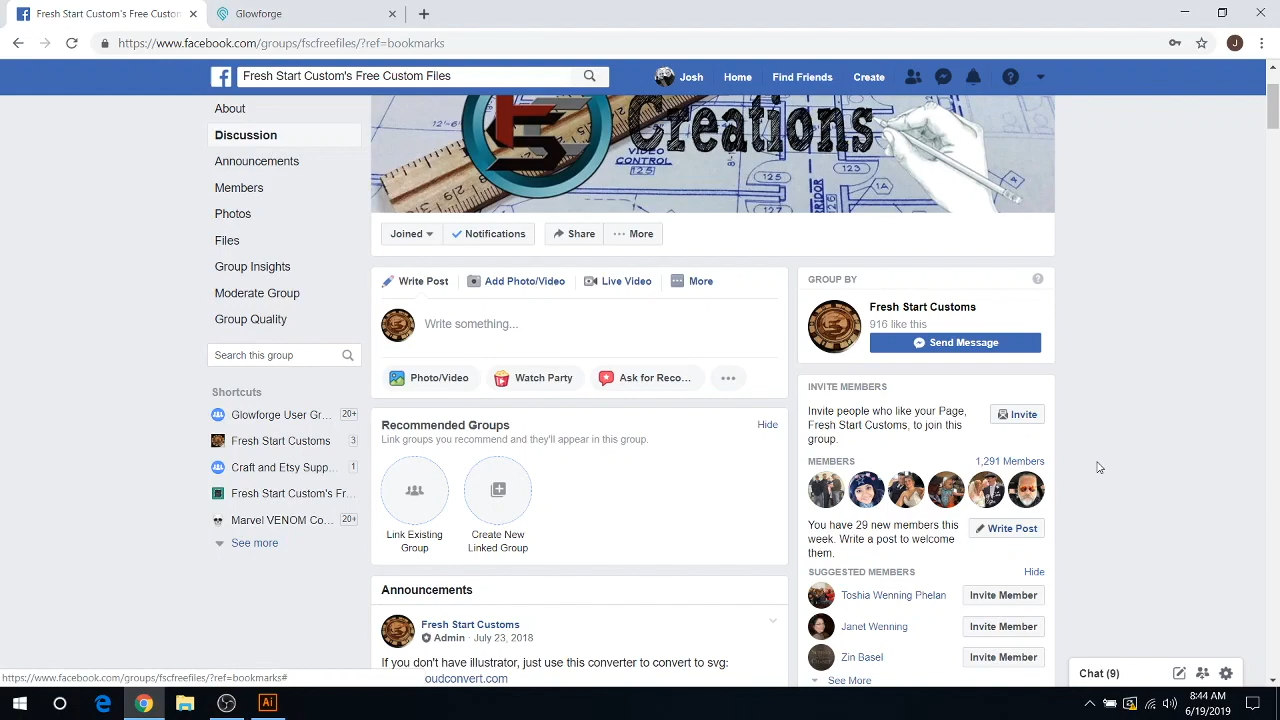 Fresh Start Custom's Free Custom
Glowforge
https://www.facebook.com/groups/fscfreefiles/?ref=bookmarks
J
Fresh Start Custom's Free Custom Files
Josh
Home
Find Friends
Create
About
Discussion
Announcements
Members
Photos
Files
Group Insights
Moderate Group
Group Quality
Search this group
Shortcuts
Glowforge User Gr... 20+
Fresh Start Customs 3
Craft and Etsy Supp... 1
Fresh Start Custom's Fr...
Marvel VENOM Co... 20+
See more
Creations
VIDEO
CONTROL
125
125
123
1A
127
126
Joined
Notifications
Share
More
Write Post
Add Photo/Video
Live Video
More
Write something...
Photo/Video
Watch Party
Ask for Reco...
Recommended Groups
Hide
Link groups you recommend and they'll appear in this group.
Link Existing
Group
Create New
Linked Group
Announcements
Fresh Start Customs
Admin · July 23, 2018
If you don't have illustrator, just use this converter to convert to svg:
oudconvert.com
GROUP BY
Fresh Start Customs
916 like this
Send Message
INVITE MEMBERS
Invite people who like your Page,
Fresh Start Customs, to join this
group.
Invite
MEMBERS
1,291 Members
You have 29 new members this
week. Write a post to welcome
them.
Write Post
SUGGESTED MEMBERS
Hide
Toshia Wenning Phelan
Invite Member
Janet Wenning
Invite Member
Zin Basel
Invite Member
See More
Chat (9)
https://www.facebook.com/groups/fscfreefiles/?ref=bookmarks#
Ai
8:44 AM
6/19/2019